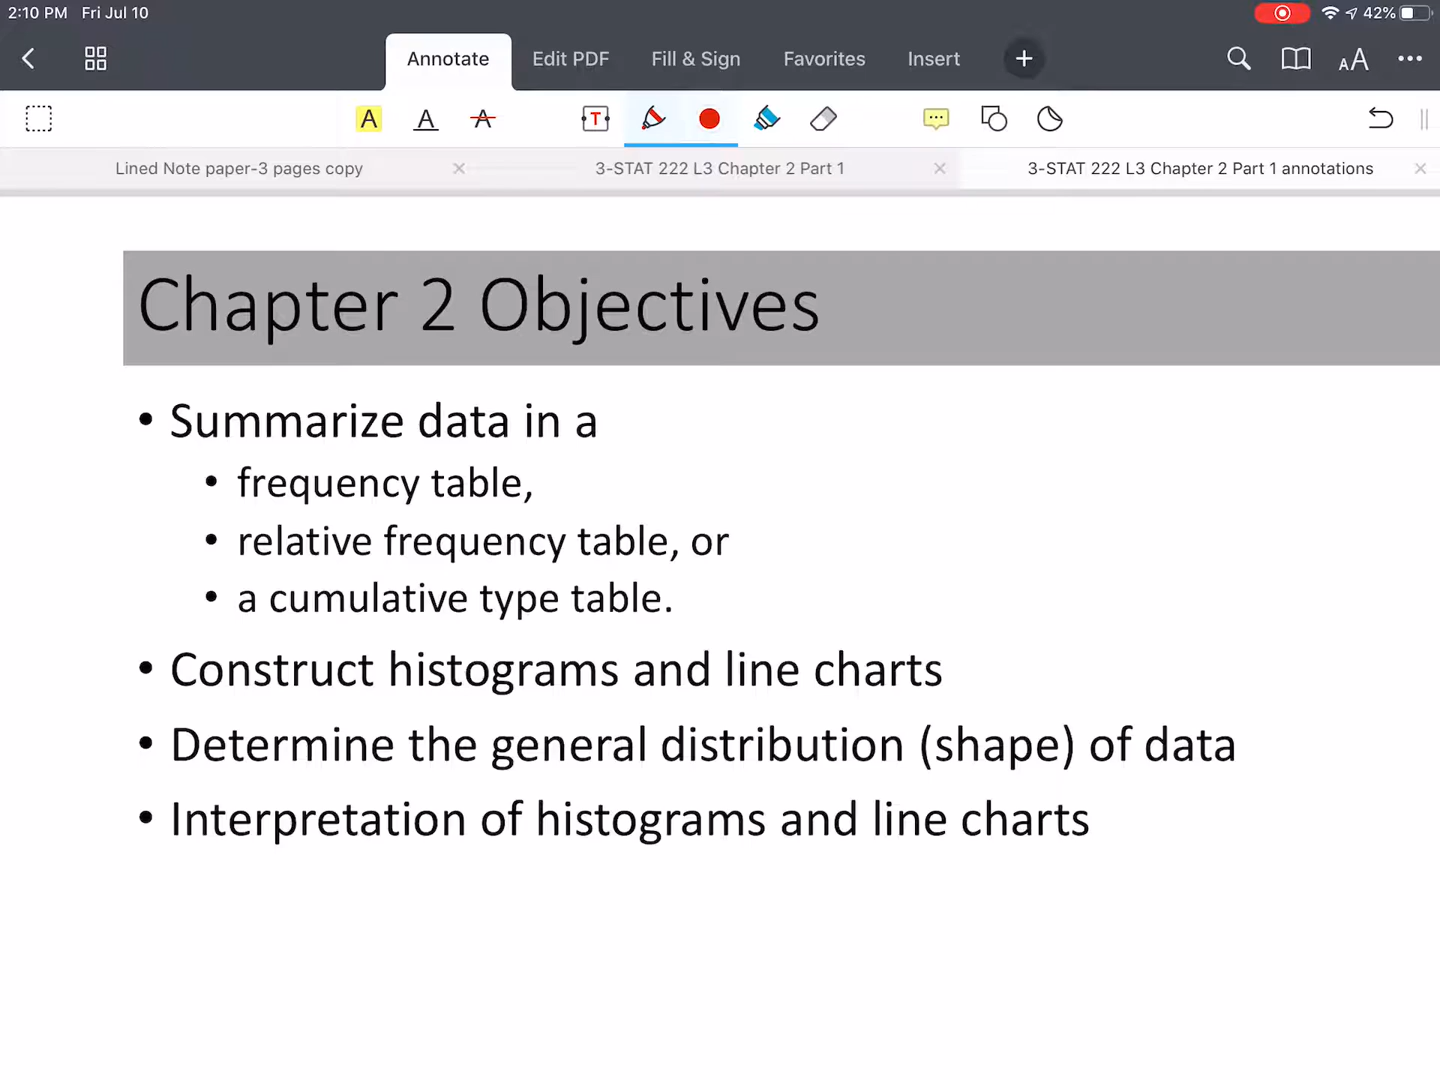 2:10 PM Fri Jul 10 42%
Annotate Edit PDF Fill & Sign Favorites Insert AA
A A A T
Lined Note paper-3 pages copy 3-STAT 222 L3 Chapter 2 Part 1 3-STAT 222 L3 Chapter 2 Part 1 annotations
Chapter 2 Objectives
• Summarize data in a
• frequency table,
• relative frequency table, or
• a cumulative type table.
• Construct histograms and line charts
• Determine the general distribution (shape) of data
• Interpretation of histograms and line charts